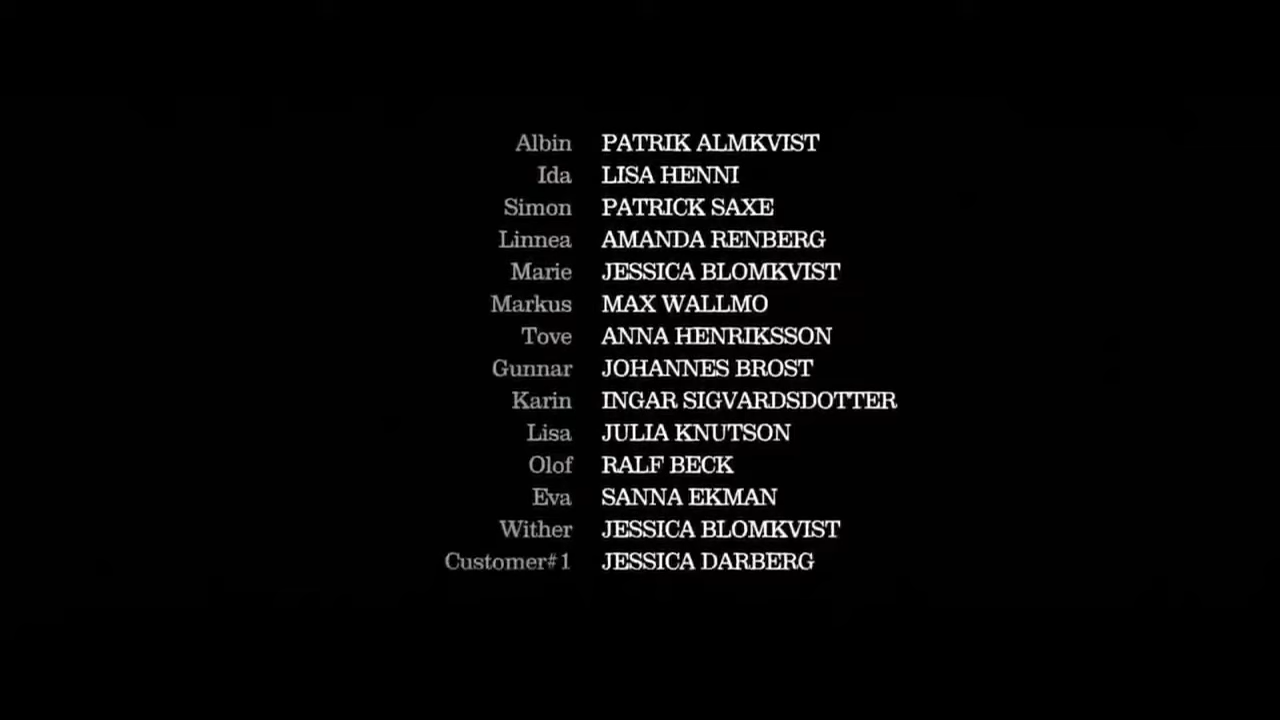 Albin PATRIK ALMKVIST
Ida LISA HENNI
Simon PATRICK SAXE
Linnea AMANDA RENBERG
Marie JESSICA BLOMKVIST
Markus MAX WALLMO
Tove ANNA HENRIKSSON
Gunnar JOHANNES BROST
Karin INGAR SIGVARDSDOTTER
Lisa JULIA KNUTSON
Olof RALF BECK
Eva SANNA EKMAN
Wither JESSICA BLOMKVIST
Customer#1 JESSICA DARBERG